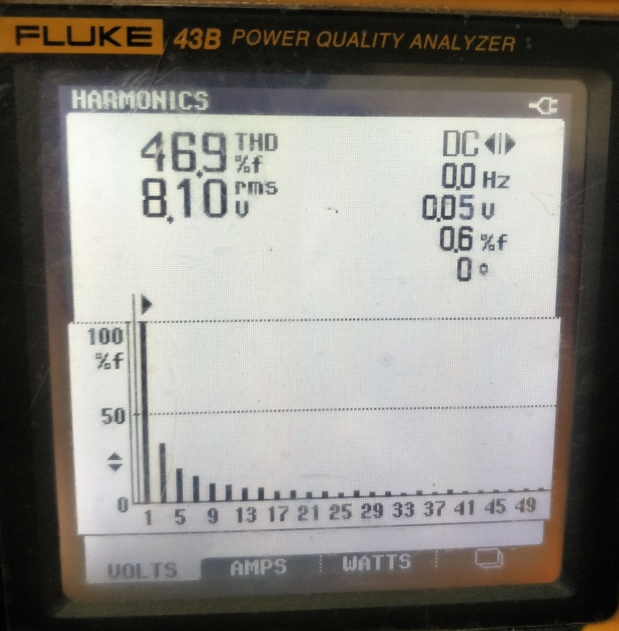 FLUKE 43B POWER QUALITY ANALYZER
HARMONICS
46.9 THD %f
8.10 rms V
DC
0.0 Hz
0.05 V
0.6 %f
0 °
100
%f
50
0
1 5 9 13 17 21 25 29 33 37 41 45 49
VOLTS AMPS WATTS